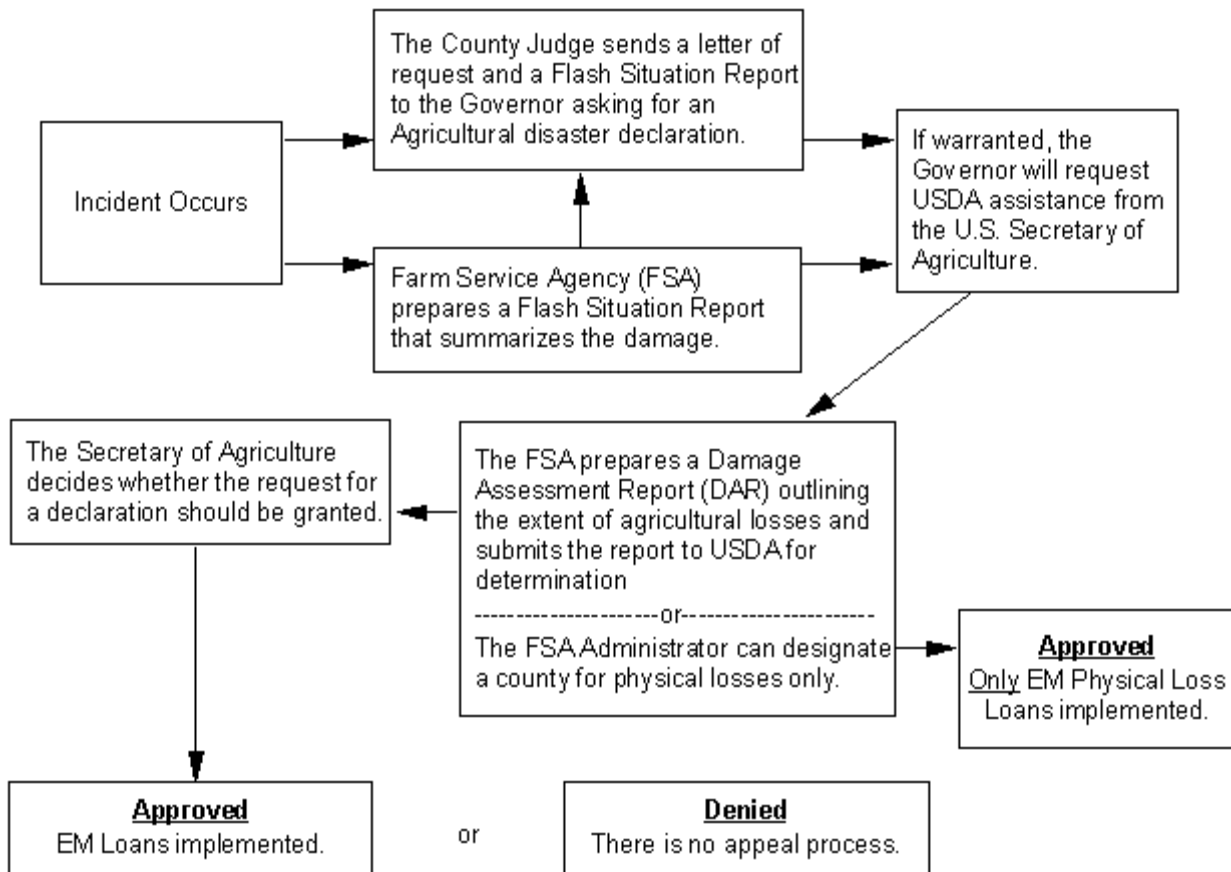 The County Judge sends a letter of
request and a Flash Situation Report
to the Governor asking for an
Agricultural disaster declaration.
Incident Occurs
If warranted, the
Governor will request
USDA assistance from
the U.S. Secretary of
Agriculture.
Farm Service Agency (FSA)
prepares a Flash Situation Report
that summarizes the damage.
The Secretary of Agriculture
decides whether the request for
a declaration should be granted.
The FSA prepares a Damage
Assessment Report (DAR) outlining
the extent of agricultural losses and
submits the report to USDA for
determination
----------------------or----------------------
The FSA Administrator can designate
a county for physical losses only.
Approved
Only EM Physical Loss
Loans implemented.
Approved
EM Loans implemented.
or
Denied
There is no appeal process.